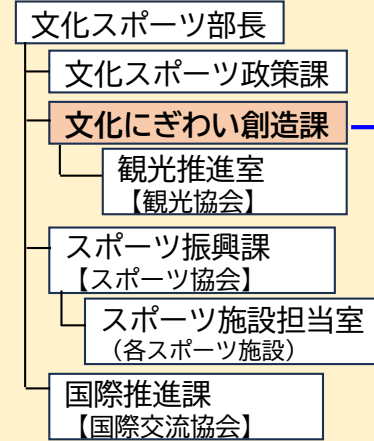 文化スポーツ部長
文化スポーツ政策課
文化にぎわい創造課
観光推進室
【観光協会】
スポーツ振興課
【スポーツ協会】
スポーツ施設担当室
（各スポーツ施設）
国際推進課
【国際交流協会】